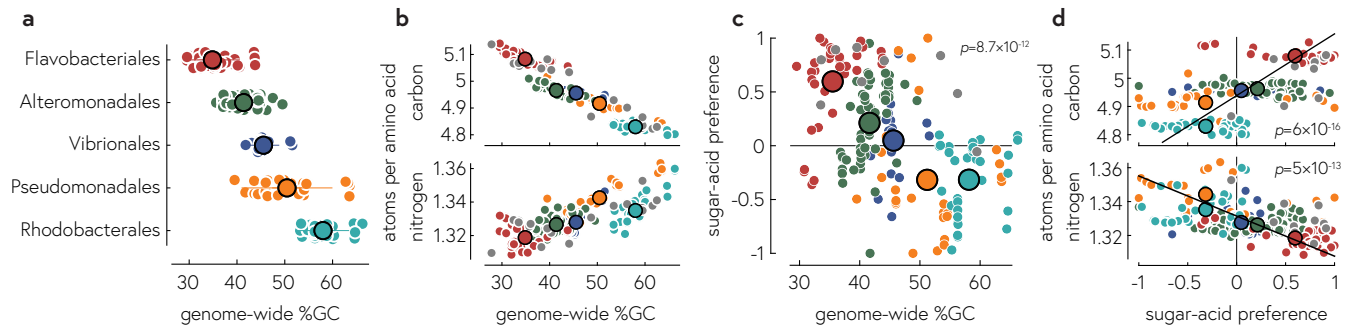 a
Flavobacteriales
Alteromonadales
Vibrionales
Pseudomonadales
Rhodobacterales
30 40 50 60
genome-wide %GC
b
atoms per amino acid
carbon
5.1
5
4.9
4.8
nitrogen
1.36
1.34
1.32
30 40 50 60
genome-wide %GC
c
sugar-acid preference
1
0.5
0
-0.5
-1
p=8.7×10-12
30 40 50 60
genome-wide %GC
d
atoms per amino acid
carbon
5.1
5
4.9
4.8
p=6×10-16
nitrogen
1.36
1.34
1.32
p=5×10-13
-1 -0.5 0 0.5 1
sugar-acid preference